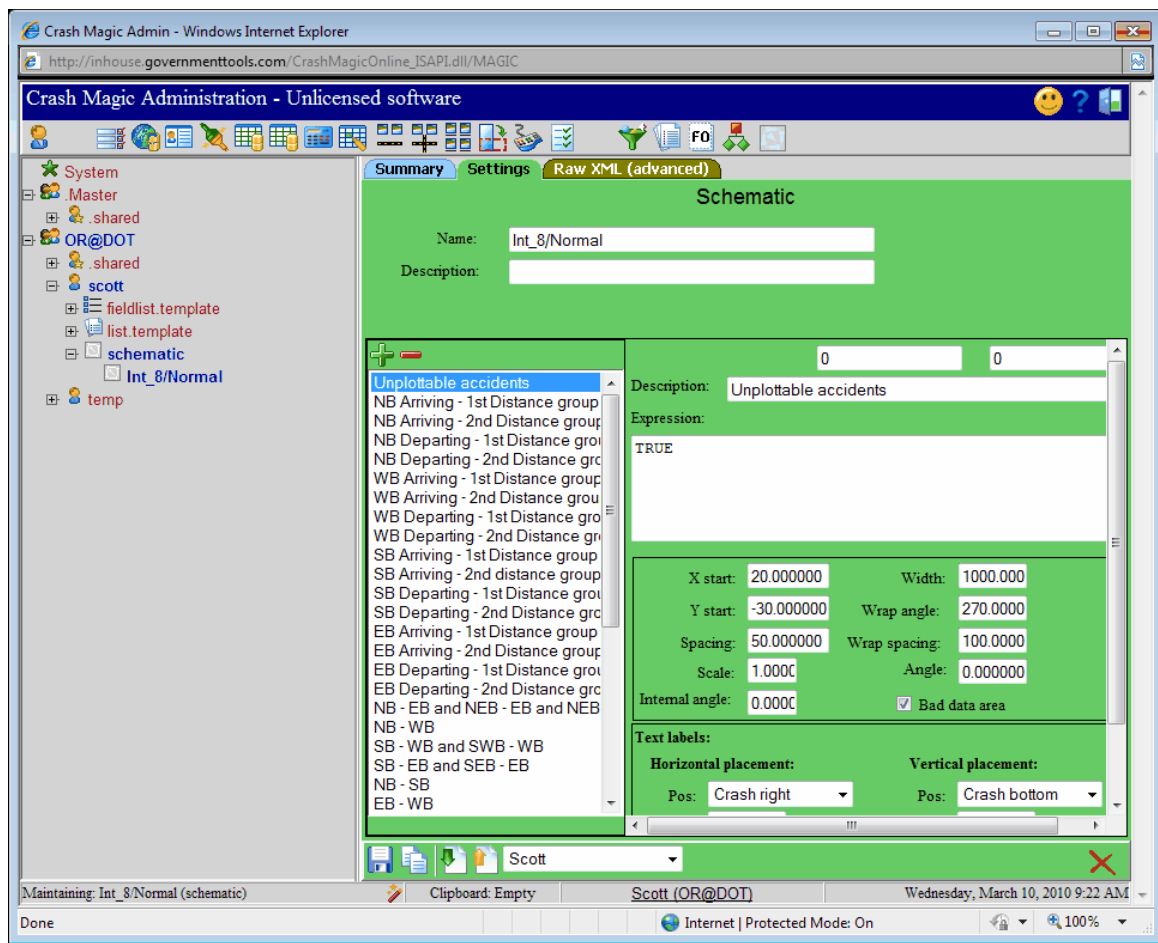 Crash Magic Admin - Windows Internet Explorer
http://inhouse.governmenttools.com/CrashMagicOnline_ISAPI.dll/MAGIC
Crash Magic Administration - Unlicensed software
FO
System
.Master
.shared
OR@DOT
.shared
scott
fieldlist.template
list.template
schematic
Int_8/Normal
temp
Summary Settings Raw XML (advanced)
Schematic
Name: Int_8/Normal
Description:
Unplottable accidents
NB Arriving - 1st Distance group
NB Arriving - 2nd Distance group
NB Departing - 1st Distance grou
NB Departing - 2nd Distance grc
WB Arriving - 1st Distance group
WB Arriving - 2nd Distance grou
WB Departing - 1st Distance gro
WB Departing - 2nd Distance gr
SB Arriving - 1st Distance group
SB Arriving - 2nd distance group
SB Departing - 1st Distance grou
SB Departing - 2nd Distance grc
EB Arriving - 1st Distance group
EB Arriving - 2nd Distance group
EB Departing - 1st Distance grou
EB Departing - 2nd Distance grc
NB - EB and NEB - EB and NEB
NB - WB
SB - WB and SWB - WB
SB - EB and SEB - EB
NB - SB
EB - WB
0 0
Description: Unplottable accidents
Expression:
TRUE
X start: 20.000000 Width: 1000.000
Y start: -30.000000 Wrap angle: 270.0000
Spacing: 50.000000 Wrap spacing: 100.0000
Scale: 1.0000 Angle: 0.000000
Internal angle: 0.0000 Bad data area
Text labels:
Horizontal placement: Vertical placement:
Pos: Crash right Pos: Crash bottom
Scott
Maintaining: Int_8/Normal (schematic) Clipboard: Empty Scott (OR@DOT) Wednesday, March 10, 2010 9:22 AM
Done Internet | Protected Mode: On 100%